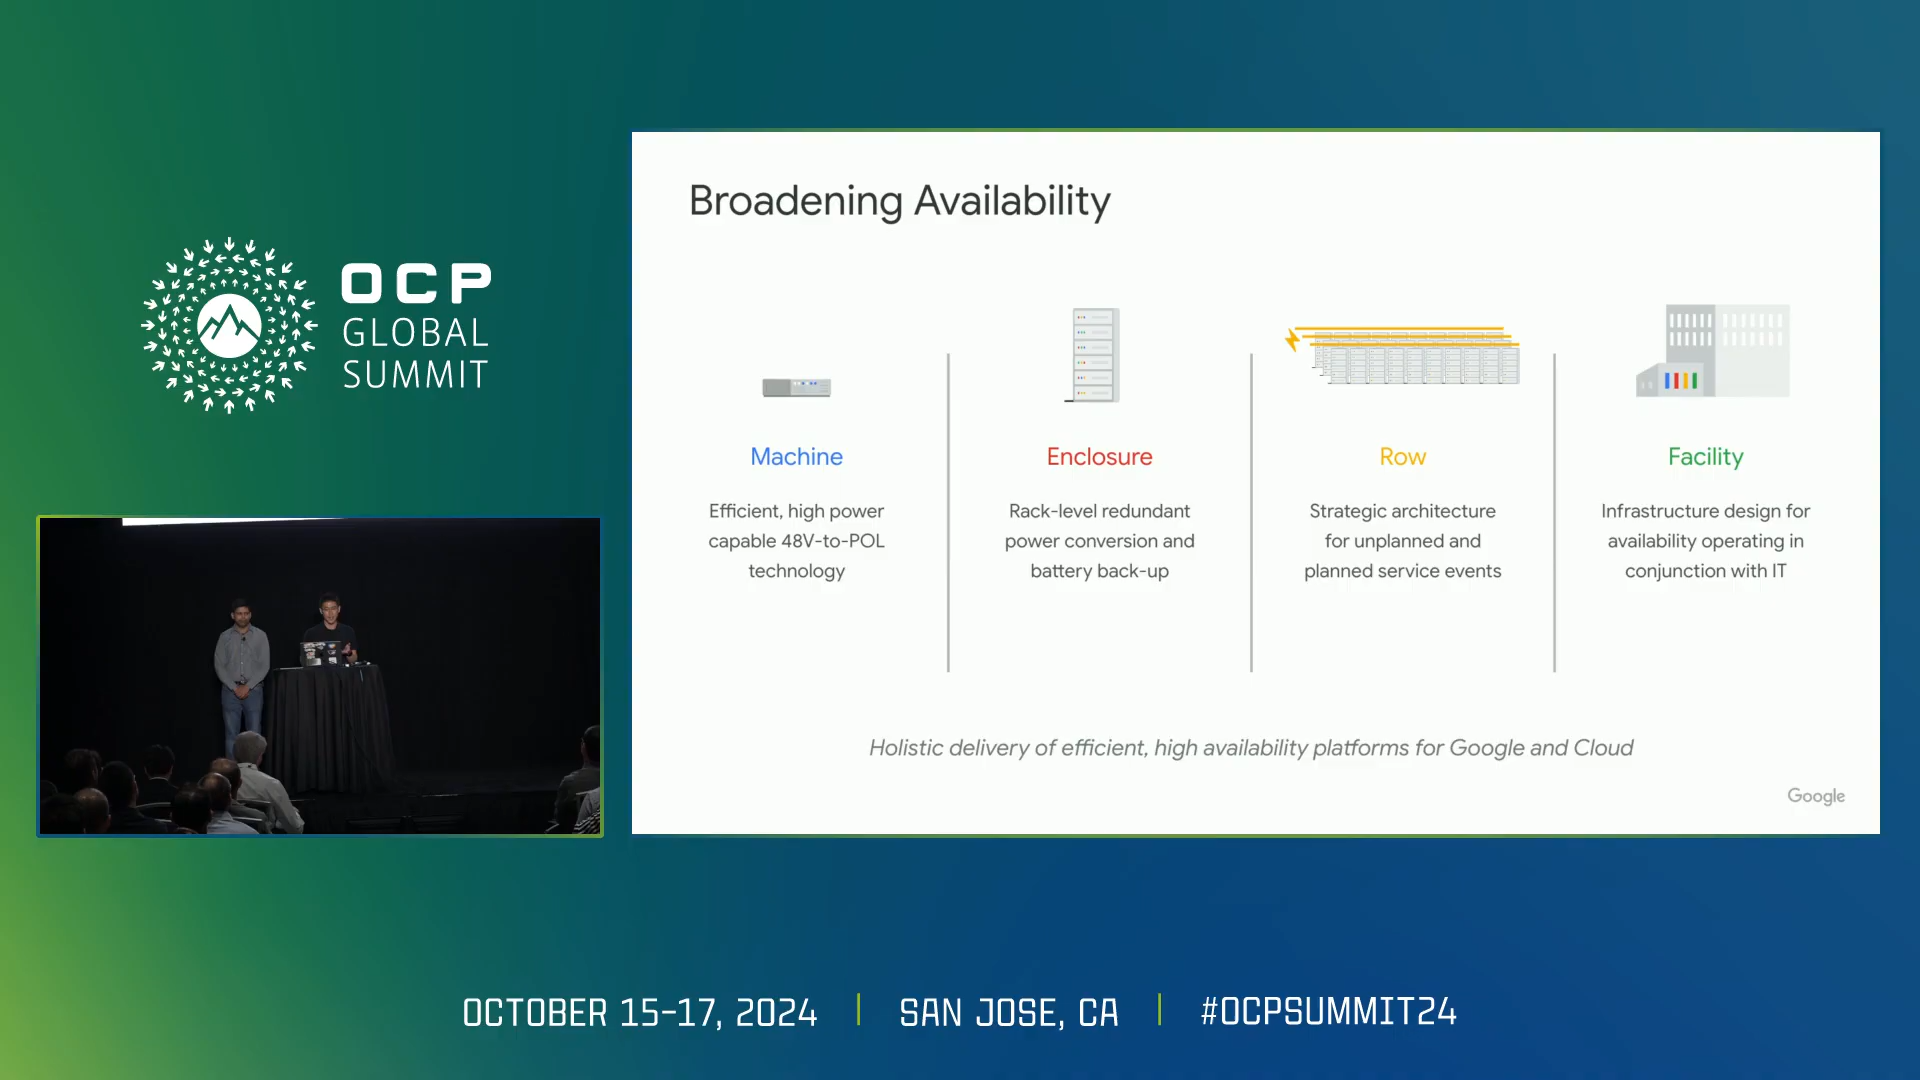 OCP
GLOBAL
SUMMIT
Broadening Availability
Machine
Efficient, high power
capable 48V-to-POL
technology
Enclosure
Rack-level redundant
power conversion and
battery back-up
Row
Strategic architecture
for unplanned and
planned service events
Facility
Infrastructure design for
availability operating in
conjunction with IT
Holistic delivery of efficient, high availability platforms for Google and Cloud
Google
OCTOBER 15-17, 2024 | SAN JOSE, CA | #OCPSUMMIT24